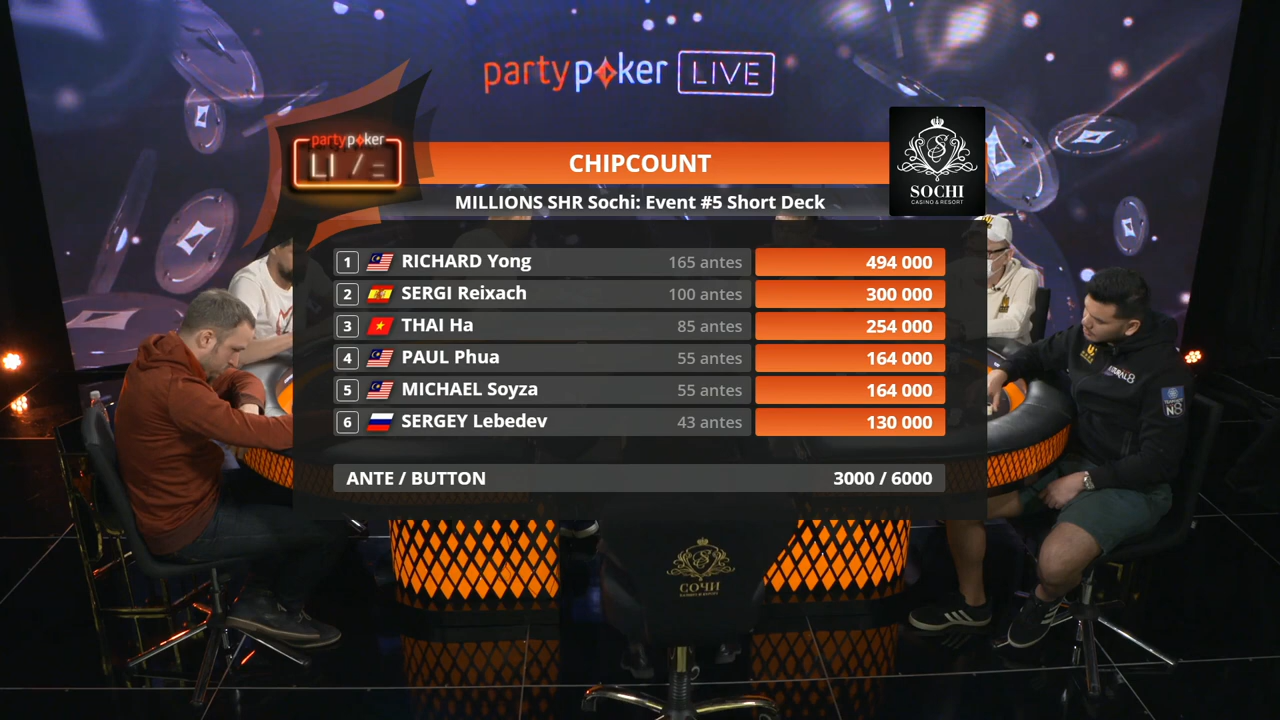 partypoker LIVE
partypoker
CHIPCOUNT
SOCHI
CASINO & RESORT
MILLIONS SHR Sochi: Event #5 Short Deck
1 RICHARD Yong 165 antes 494 000
2 SERGI Reixach 100 antes 300 000
3 THAI Ha 85 antes 254 000
4 PAUL Phua 55 antes 164 000
5 MICHAEL Soyza 55 antes 164 000
6 SERGEY Lebedev 43 antes 130 000
ANTE / BUTTON 3000 / 6000
N8
СОЧИ